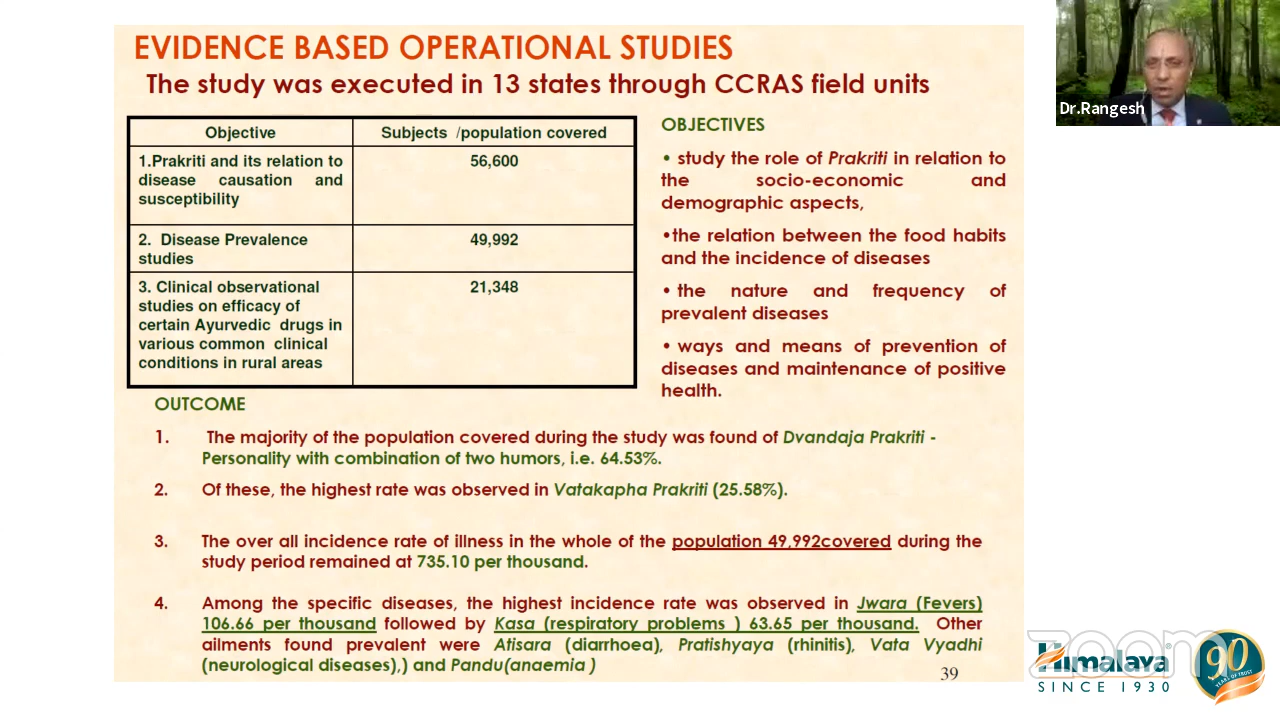 EVIDENCE BASED OPERATIONAL STUDIES
The study was executed in 13 states through CCRAS field units
Objective
Subjects /population covered
1.Prakriti and its relation to
disease causation and
susceptibility
56,600
2. Disease Prevalence
studies
49,992
3. Clinical observational
studies on efficacy of
certain Ayurvedic drugs in
various common clinical
conditions in rural areas
21,348
OBJECTIVES
• study the role of Prakriti in relation to
the socio-economic and
demographic aspects,
•the relation between the food habits
and the incidence of diseases
• the nature and frequency of
prevalent diseases
• ways and means of prevention of
diseases and maintenance of positive
health.
OUTCOME
1. The majority of the population covered during the study was found of Dvandaja Prakriti -
Personality with combination of two humors, i.e. 64.53%.
2. Of these, the highest rate was observed in Vatakapha Prakriti (25.58%).
3. The over all incidence rate of illness in the whole of the population 49,992covered during the
study period remained at 735.10 per thousand.
4. Among the specific diseases, the highest incidence rate was observed in Jwara (Fevers)
106.66 per thousand followed by Kasa (respiratory problems ) 63.65 per thousand. Other
ailments found prevalent were Atisara (diarrhoea), Pratishyaya (rhinitis), Vata Vyadhi
(neurological diseases),) and Pandu(anaemia )
39
Dr.Rangesh
zoom
Himalaya
SINCE 1930
90
YEARS OF TRUST